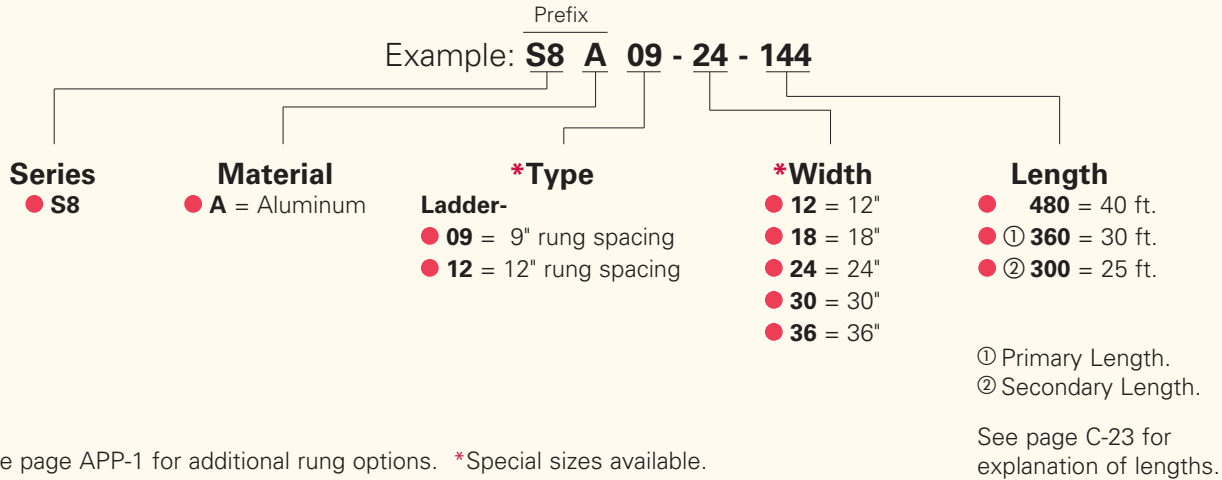 Prefix
Example: S8 A 09 - 24 - 144
Series
S8
Material
A = Aluminum
*Type
Ladder-
09 = 9" rung spacing
12 = 12" rung spacing
*Width
12 = 12"
18 = 18"
24 = 24"
30 = 30"
36 = 36"
Length
480 = 40 ft.
① 360 = 30 ft.
② 300 = 25 ft.
① Primary Length.
② Secondary Length.
See page C-23 for
explanation of lengths.
e page APP-1 for additional rung options. *Special sizes available.